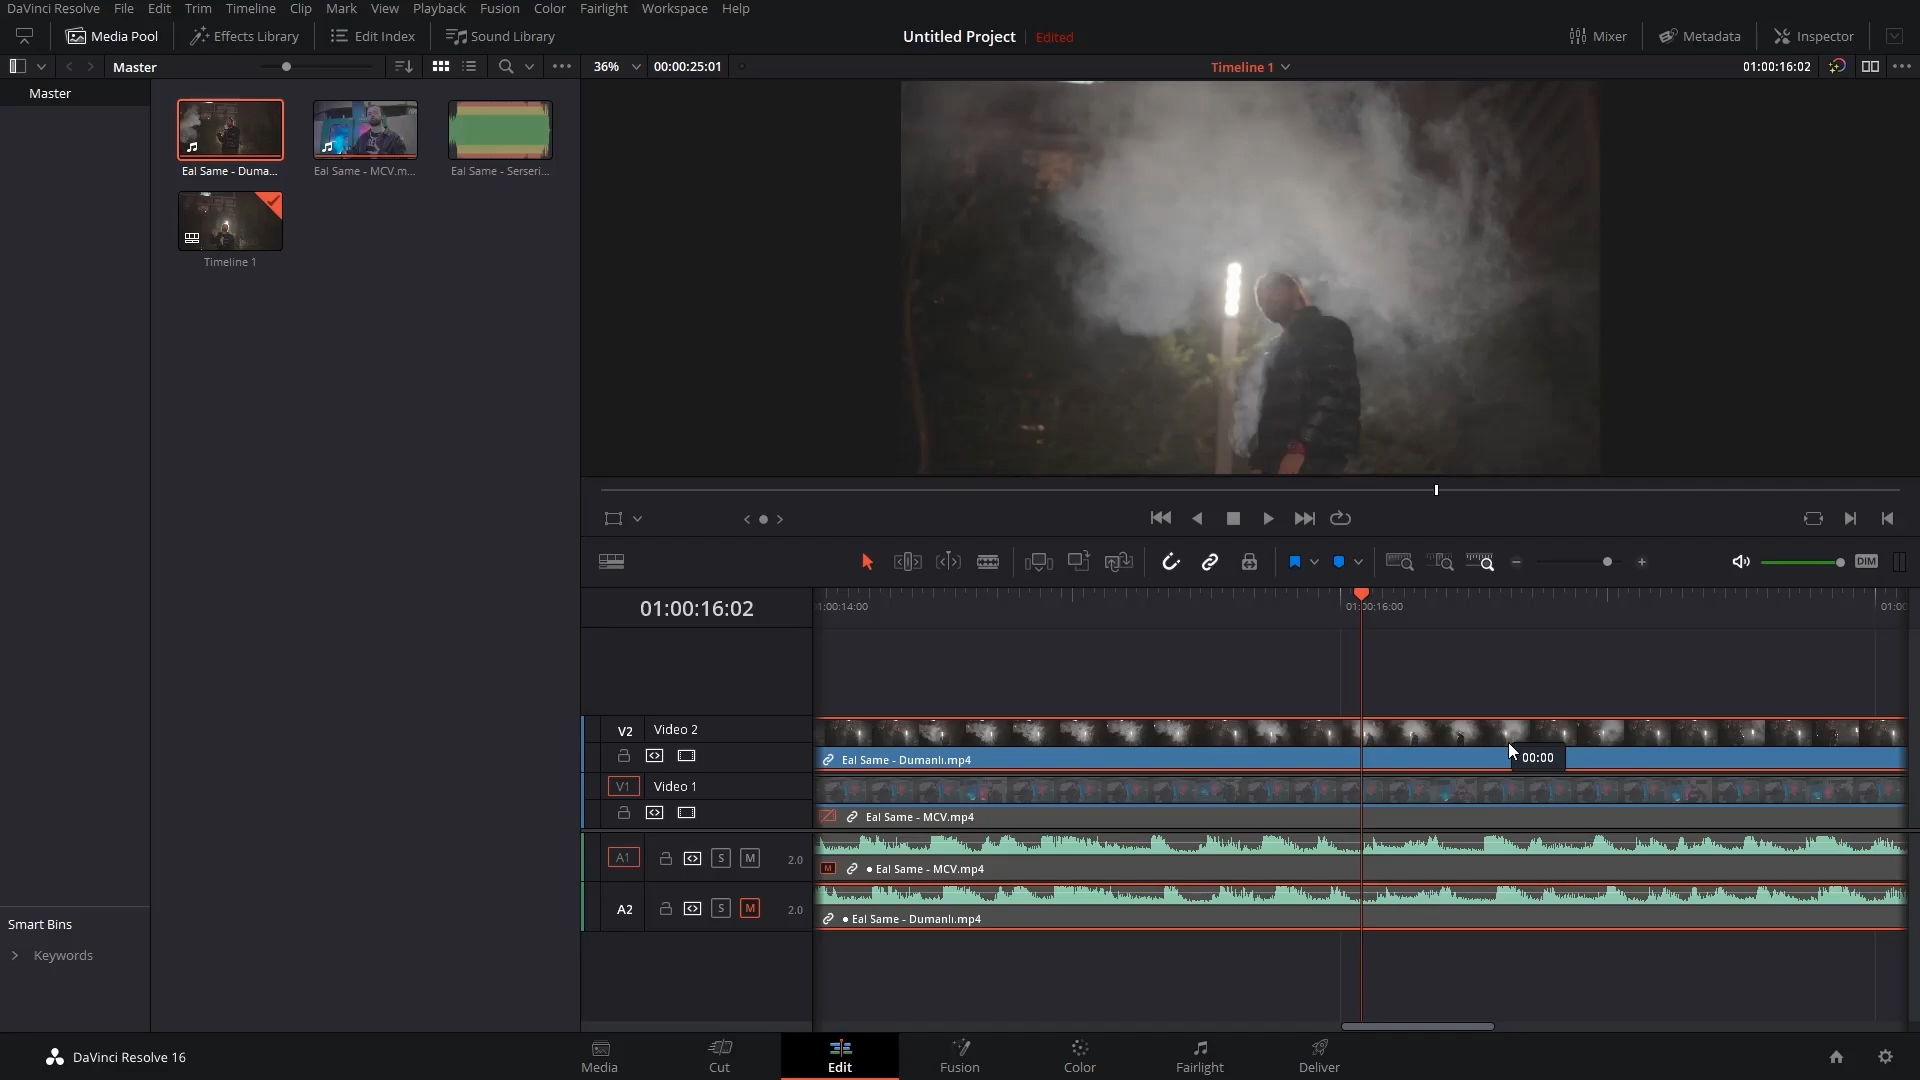 DaVinci Resolve File Edit Trim Timeline Clip Mark View Playback Fusion Color Fairlight Workspace Help
Media Pool Effects Library Edit Index Sound Library Untitled Project Edited Mixer Metadata Inspector
Master 36% 00:00:25:01 Timeline 1 01:00:16:02
Master
Eal Same - Duma... Eal Same - MCV.m... Eal Same - Serseri...
Timeline 1
DIM
01:00:16:02 01:00:14:00 01:00:16:00 01:00
V2 Video 2
Eal Same - Dumanlı.mp4 00:00
V1 Video 1
Eal Same - MCV.mp4
A1 S M 2.0
M Eal Same - MCV.mp4
A2 S M 2.0
Eal Same - Dumanlı.mp4
Smart Bins
Keywords
DaVinci Resolve 16 Media Cut Edit Fusion Color Fairlight Deliver